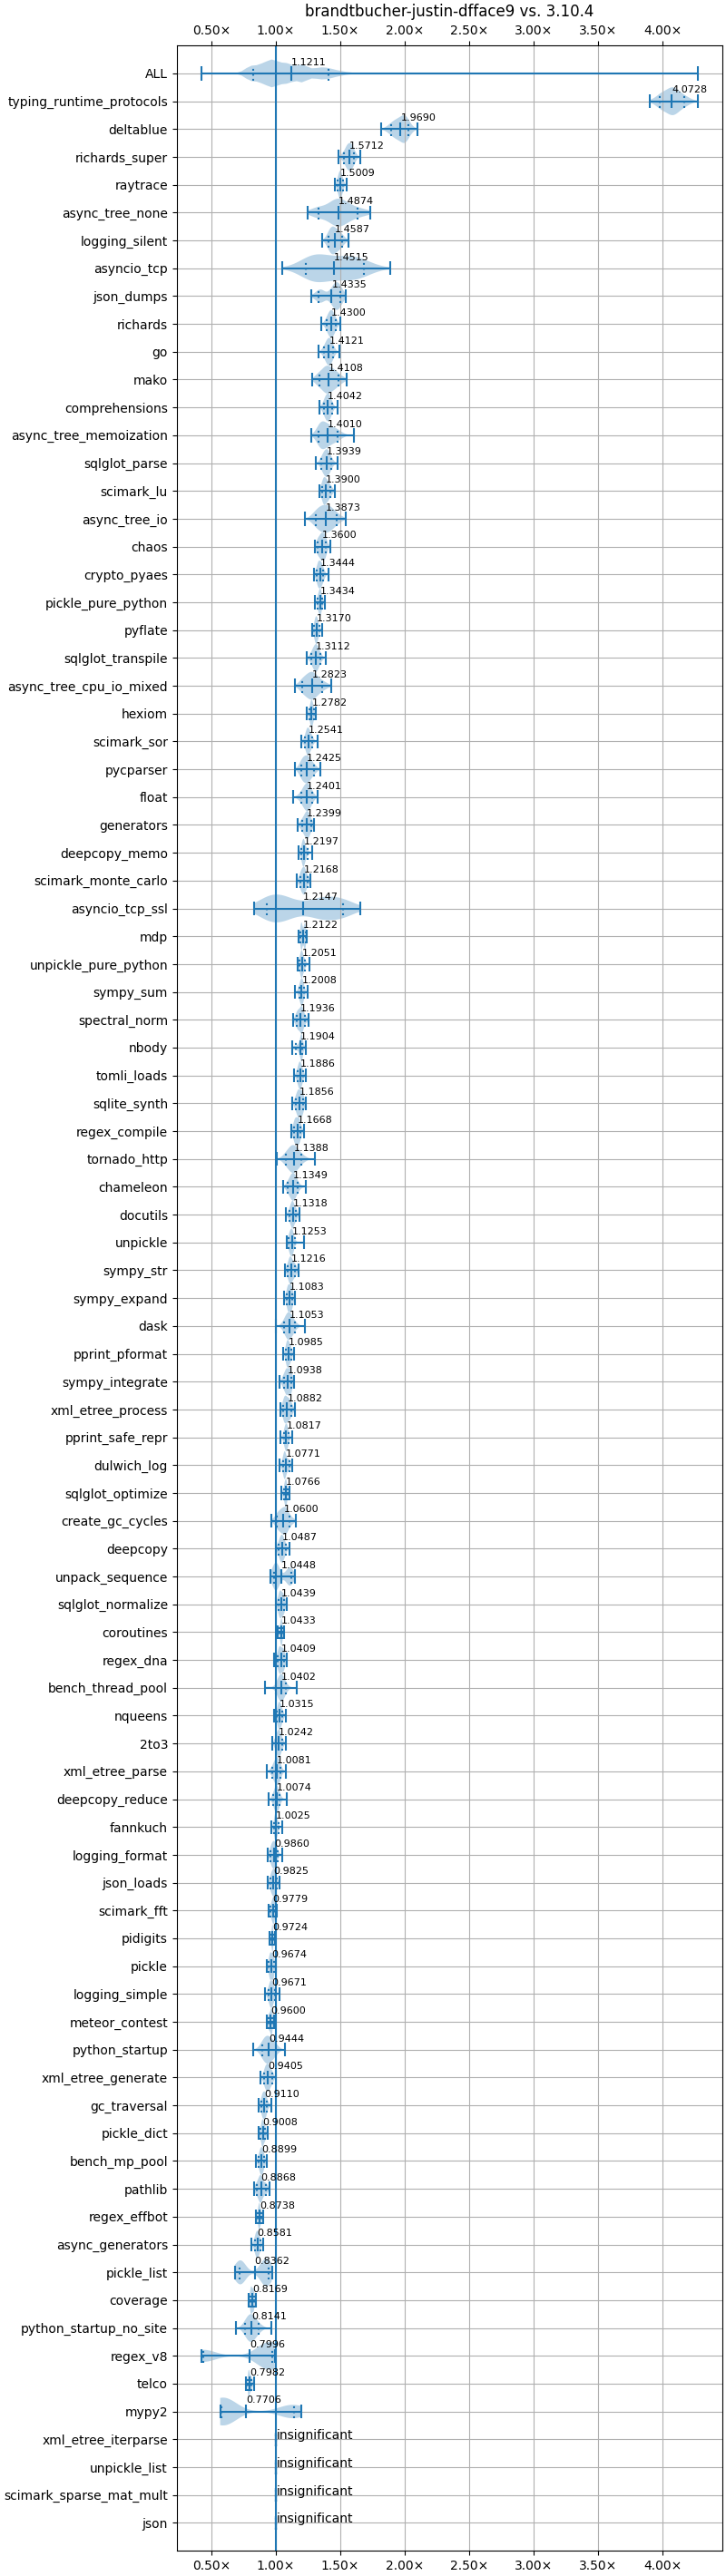 brandtbucher-justin-dfface9 vs. 3.10.4
0.50× 1.00× 1.50× 2.00× 2.50× 3.00× 3.50× 4.00×
ALL 1.1211
typing_runtime_protocols 4.0728
deltablue 1.9690
richards_super 1.5712
raytrace 1.5009
async_tree_none 1.4874
logging_silent 1.4587
asyncio_tcp 1.4515
json_dumps 1.4335
richards 1.4300
go 1.4121
mako 1.4108
comprehensions 1.4042
async_tree_memoization 1.4010
sqlglot_parse 1.3939
scimark_lu 1.3900
async_tree_io 1.3873
chaos 1.3600
crypto_pyaes 1.3444
pickle_pure_python 1.3434
pyflate 1.3170
sqlglot_transpile 1.3112
async_tree_cpu_io_mixed 1.2823
hexiom 1.2782
scimark_sor 1.2541
pycparser 1.2425
float 1.2401
generators 1.2399
deepcopy_memo 1.2197
scimark_monte_carlo 1.2168
asyncio_tcp_ssl 1.2147
mdp 1.2122
unpickle_pure_python 1.2051
sympy_sum 1.2008
spectral_norm 1.1936
nbody 1.1904
tomli_loads 1.1886
sqlite_synth 1.1856
regex_compile 1.1668
tornado_http 1.1388
chameleon 1.1349
docutils 1.1318
unpickle 1.1253
sympy_str 1.1216
sympy_expand 1.1083
dask 1.1053
pprint_pformat 1.0985
sympy_integrate 1.0938
xml_etree_process 1.0882
pprint_safe_repr 1.0817
dulwich_log 1.0771
sqlglot_optimize 1.0766
create_gc_cycles 1.0600
deepcopy 1.0487
unpack_sequence 1.0448
sqlglot_normalize 1.0439
coroutines 1.0433
regex_dna 1.0409
bench_thread_pool 1.0402
nqueens 1.0315
2to3 1.0242
xml_etree_parse 1.0081
deepcopy_reduce 1.0074
fannkuch 1.0025
logging_format 0.9860
json_loads 0.9825
scimark_fft 0.9779
pidigits 0.9724
pickle 0.9674
logging_simple 0.9671
meteor_contest 0.9600
python_startup 0.9444
xml_etree_generate 0.9405
gc_traversal 0.9110
pickle_dict 0.9008
bench_mp_pool 0.8899
pathlib 0.8868
regex_effbot 0.8738
async_generators 0.8581
pickle_list 0.8362
coverage 0.8169
python_startup_no_site 0.8141
regex_v8 0.7996
telco 0.7982
mypy2 0.7706
xml_etree_iterparse insignificant
unpickle_list insignificant
scimark_sparse_mat_mult insignificant
json insignificant
0.50× 1.00× 1.50× 2.00× 2.50× 3.00× 3.50× 4.00×